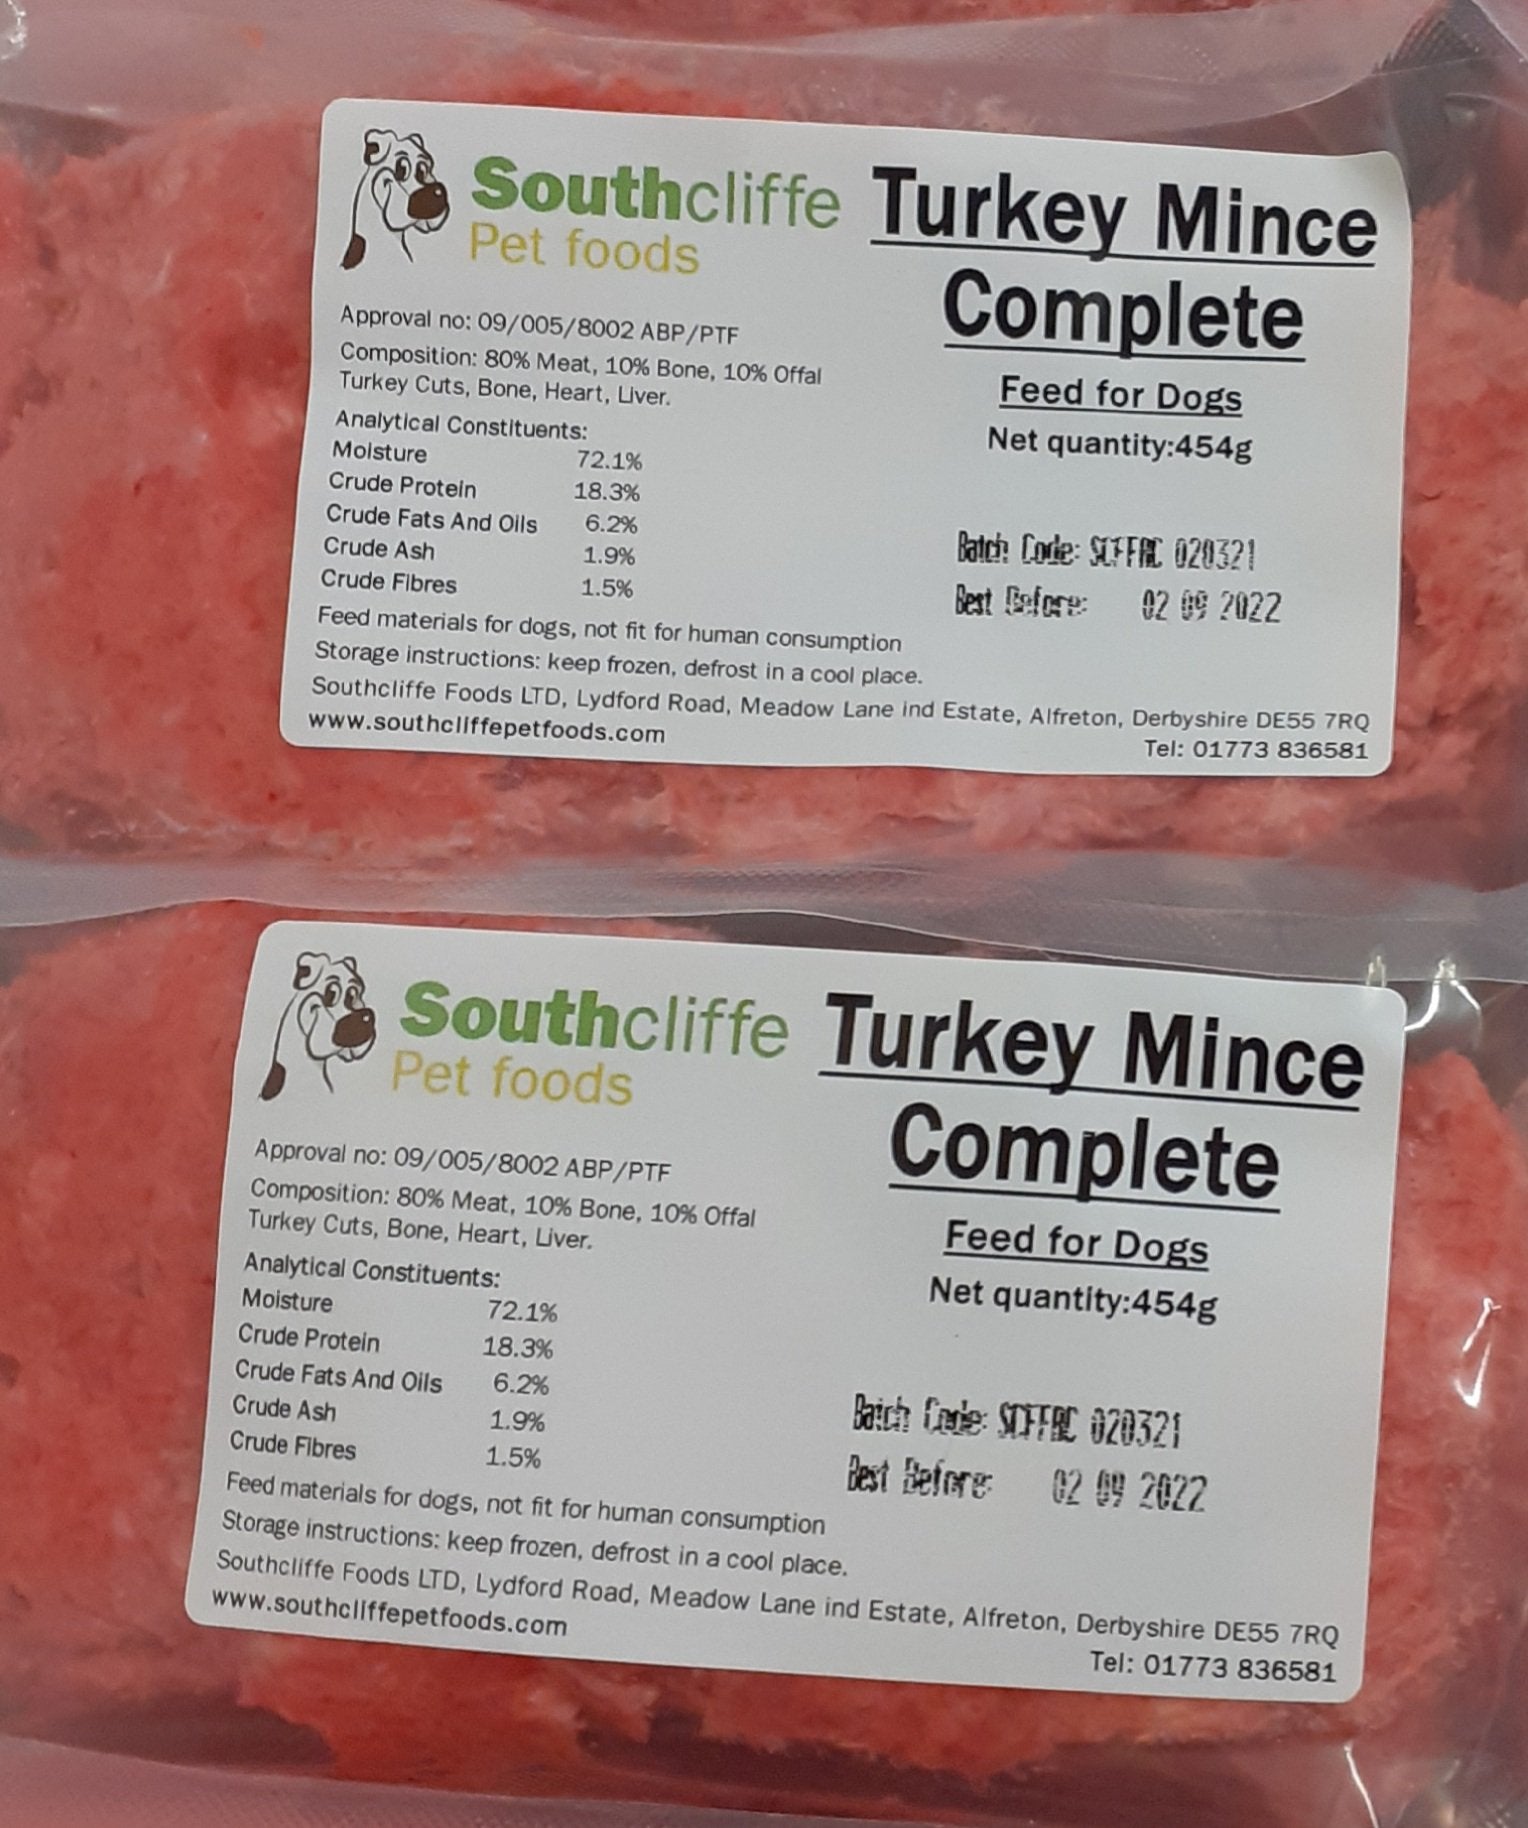 Southcliffe
Pet foods
Turkey Mince
Complete
Feed for Dogs
Net quantity:454g
Approval no: 09/005/8002 ABP/PTF
Composition: 80% Meat, 10% Bone, 10% Offal
Turkey Cuts, Bone, Heart, Liver.
Analytical Constituents:
Moisture 72.1%
Crude Protein 18.3%
Crude Fats And Oils 6.2%
Crude Ash 1.9%
Crude Fibres 1.5%
Batch Code: 020321
Best Before: 02 09 2022
Feed materials for dogs, not fit for human consumption
Storage instructions: keep frozen, defrost in a cool place.
Southcliffe Foods LTD, Lydford Road, Meadow Lane ind Estate, Alfreton, Derbyshire DE55 7RQ
www.southcliffepetfoods.com
Tel: 01773 836581
Southcliffe
Pet foods
Turkey Mince
Complete
Feed for Dogs
Net quantity:454g
Approval no: 09/005/8002 ABP/PTF
Composition: 80% Meat, 10% Bone, 10% Offal
Turkey Cuts, Bone, Heart, Liver.
Analytical Constituents:
Moisture 72.1%
Crude Protein 18.3%
Crude Fats And Oils 6.2%
Crude Ash 1.9%
Crude Fibres 1.5%
Batch Code: 020321
Best Before: 02 09 2022
Feed materials for dogs, not fit for human consumption
Storage instructions: keep frozen, defrost in a cool place.
Southcliffe Foods LTD, Lydford Road, Meadow Lane ind Estate, Alfreton, Derbyshire DE55 7RQ
www.southcliffepetfoods.com
Tel: 01773 836581